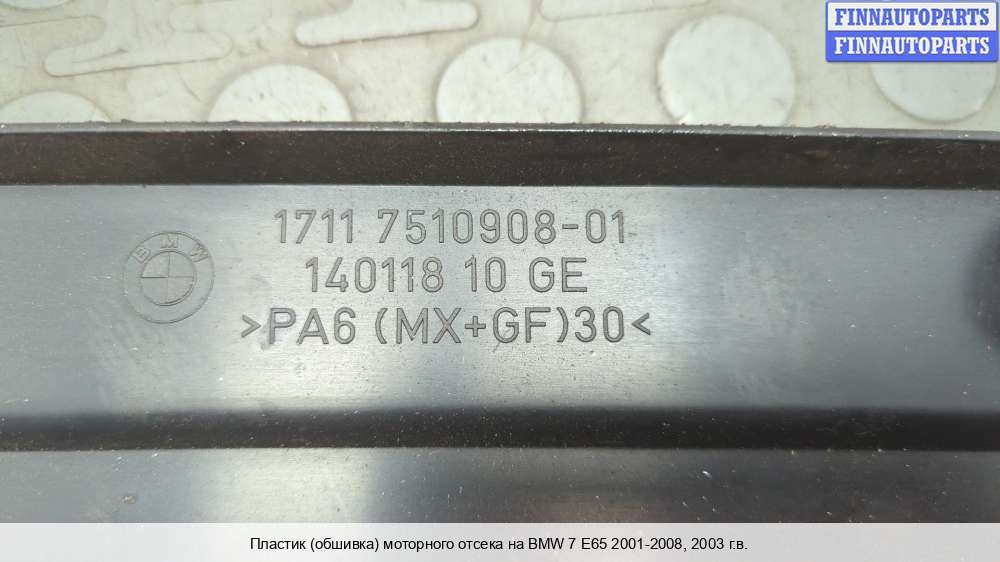 FINNAUTOPARTS
FINNAUTOPARTS
BMW
1711 7510908-01
140118 10 GE
>PA6 (MX+GF)30<
Пластик (обшивка) моторного отсека на BMW 7 E65 2001-2008, 2003 г.в.